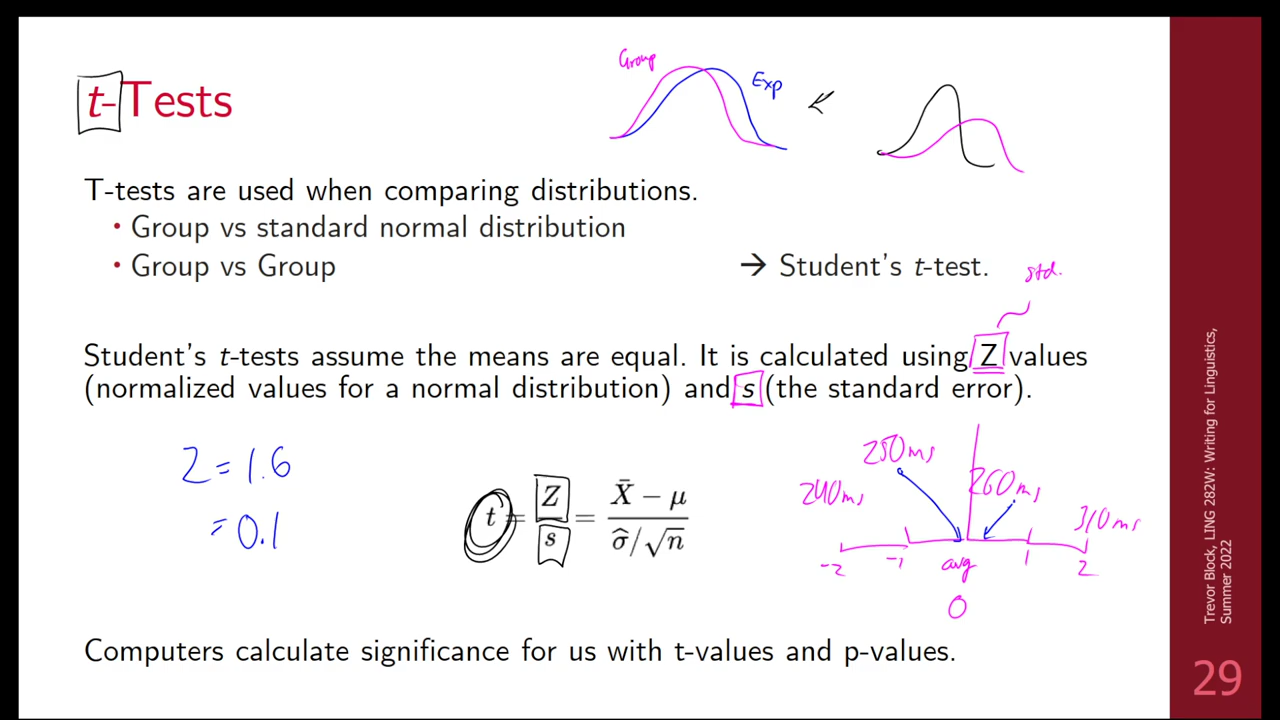 t-Tests
Group
Exp
T-tests are used when comparing distributions.
• Group vs standard normal distribution
• Group vs Group → Student's t-test.
std.
Student's t-tests assume the means are equal. It is calculated using Z values
(normalized values for a normal distribution) and s (the standard error).
Z = 1.6
= 0.1
t = Z / s = X̄ − μ / σ̂/√n
250ms
240ms
260ms
310ms
-2 -1 avg 1 2
0
Computers calculate significance for us with t-values and p-values.
Trevor Block, LING 282W: Writing for Linguistics,
Summer 2022
29